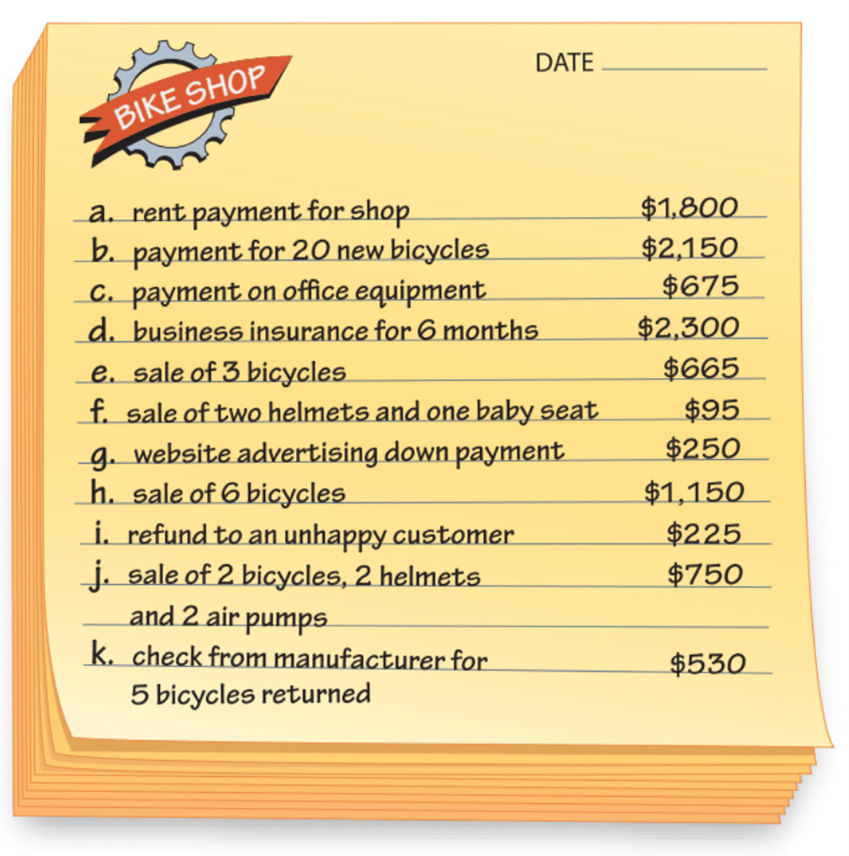 BIKE SHOP
DATE
a. rent payment for shop $1,800
b. payment for 20 new bicycles $2,150
c. payment on office equipment $675
d. business insurance for 6 months $2,300
e. sale of 3 bicycles $665
f. sale of two helmets and one baby seat $95
g. website advertising down payment $250
h. sale of 6 bicycles $1,150
i. refund to an unhappy customer $225
j. sale of 2 bicycles, 2 helmets $750
and 2 air pumps
k. check from manufacturer for $530
5 bicycles returned